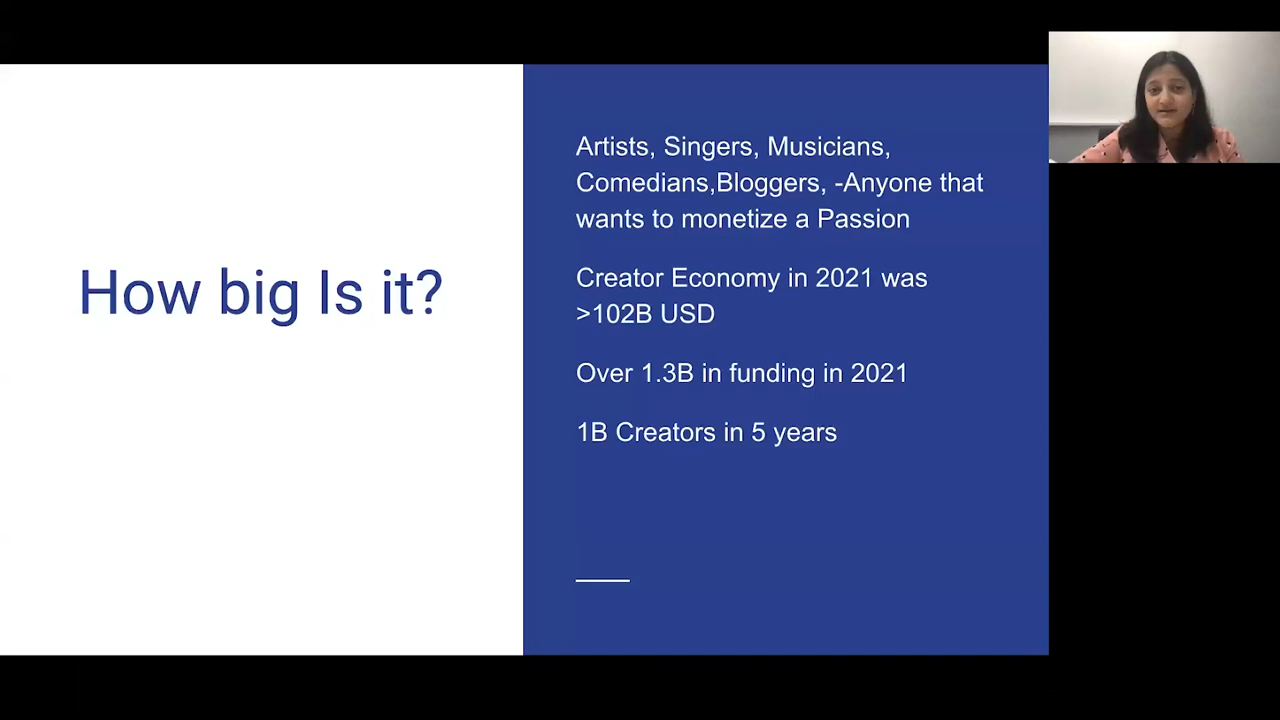 How big Is it?
Artists, Singers, Musicians,
Comedians,Bloggers, -Anyone that
wants to monetize a Passion
Creator Economy in 2021 was
>102B USD
Over 1.3B in funding in 2021
1B Creators in 5 years